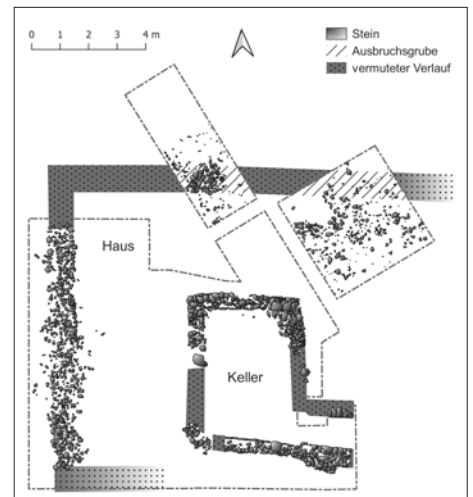 0 1 2 3 4 m
Stein
Ausbruchsgrube
vermuteter Verlauf
Haus
Keller